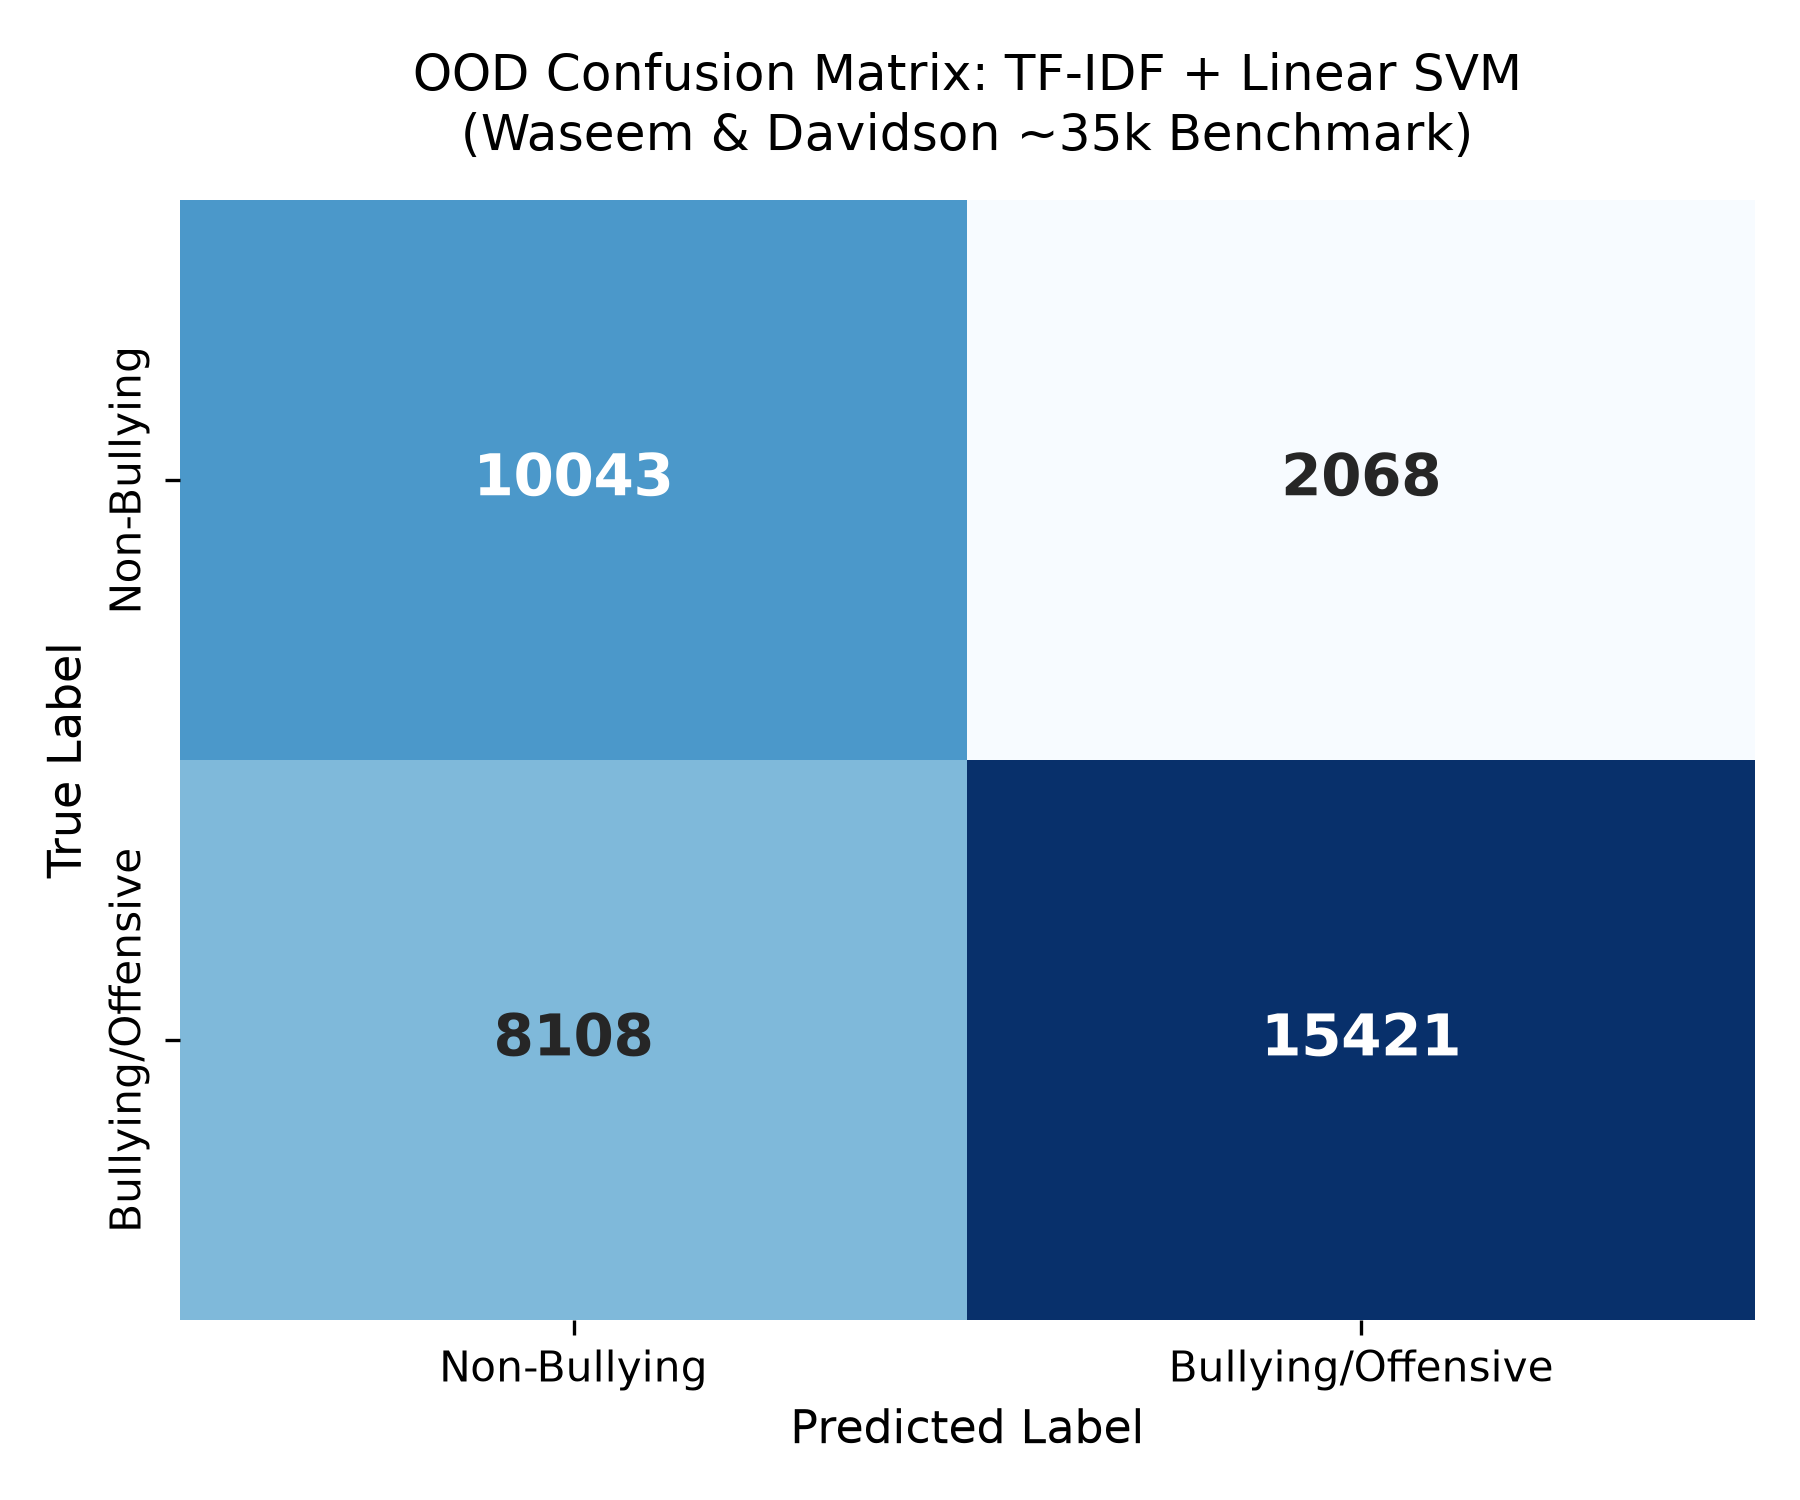 OOD Confusion Matrix: TF-IDF + Linear SVM
(Waseem & Davidson ~35k Benchmark)
True Label
Non-Bullying
10043
2068
Bullying/Offensive
8108
15421
Non-Bullying
Bullying/Offensive
Predicted Label